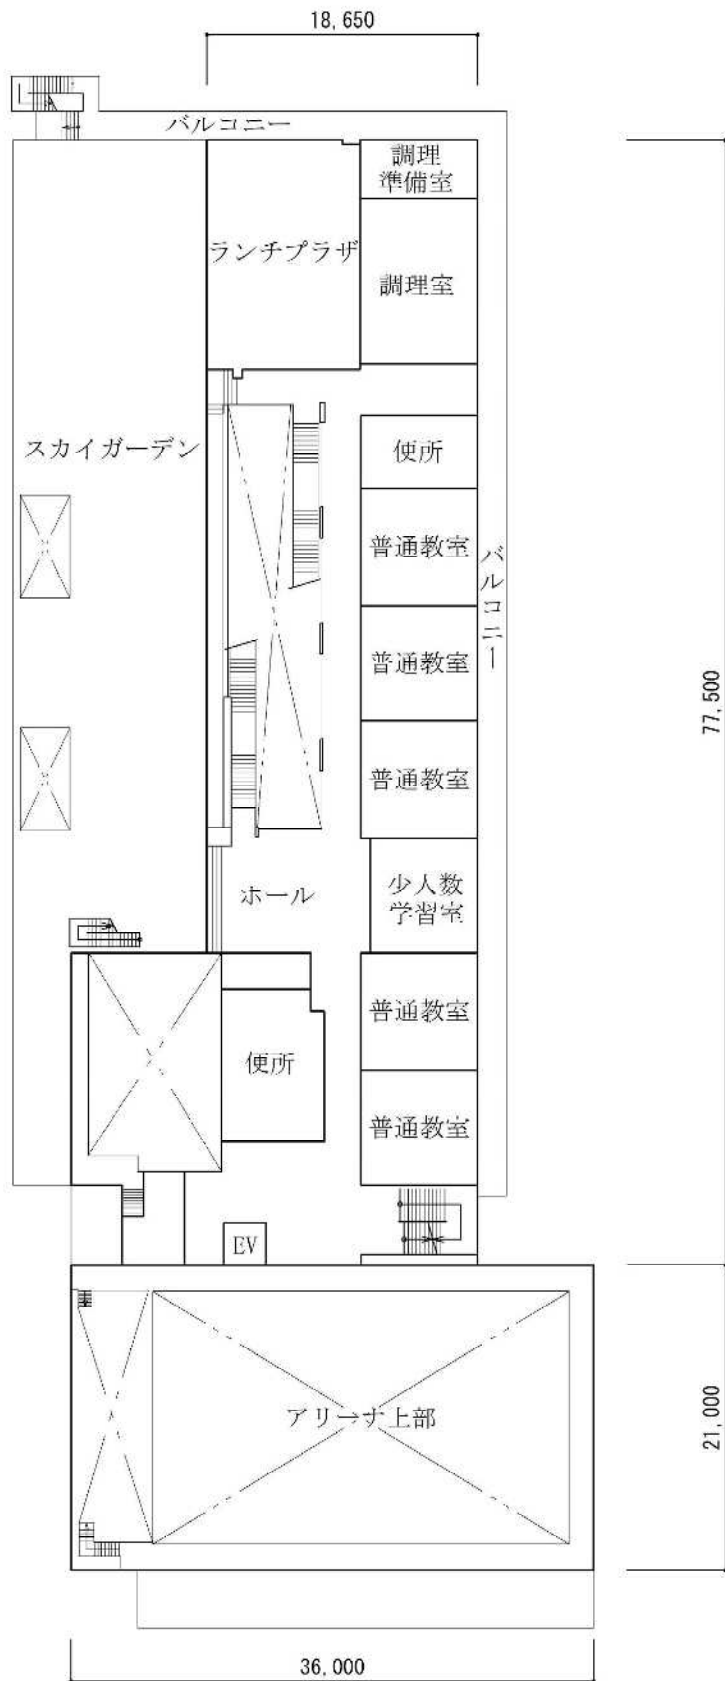 18,650
バルコニー
調理
準備室
ランチプラザ
調理室
スカイガーデン
便所
普通教室
バルコニー
普通教室
77,500
普通教室
ホール
少人数
学習室
普通教室
便所
普通教室
EV
アリーナ上部
21,000
36,000